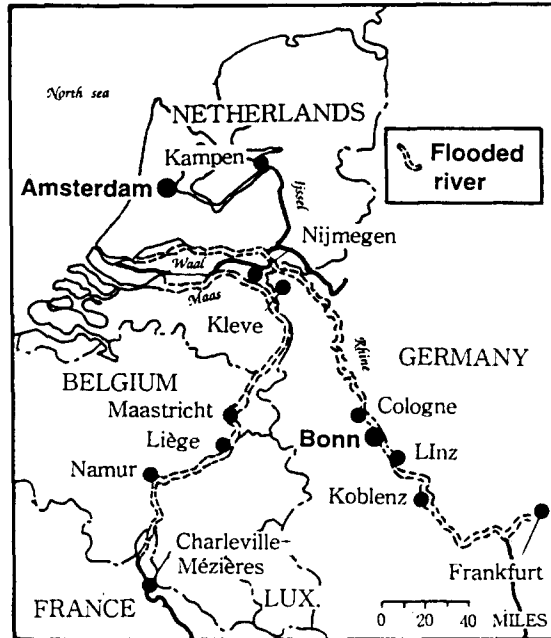 North sea
NETHERLANDS
Kampen
Amsterdam
Flooded
river
Ijssel
Nijmegen
Waal
Maas
Kleve
Rhine
GERMANY
BELGIUM
Maastricht
Cologne
Liège
Bonn
LInz
Namur
Koblenz
Charleville-
Mézières
Frankfurt
FRANCE
LUX.
0 20 40 MILES